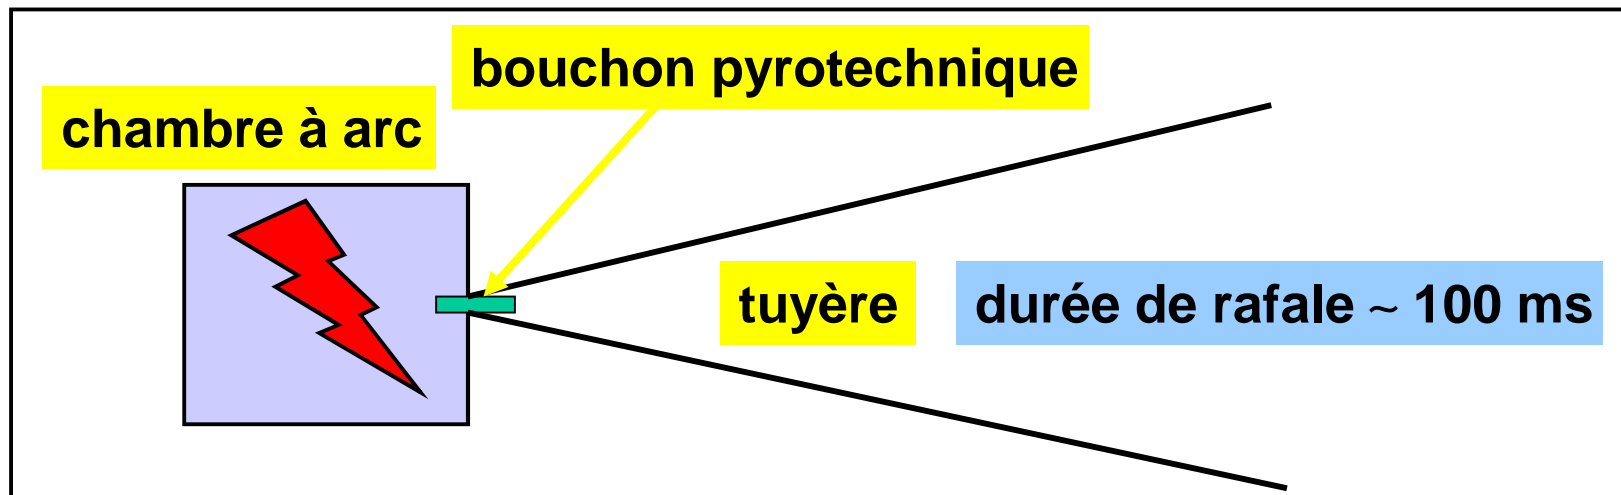 bouchon pyrotechnique
chambre à arc
tuyère
durée de rafale ~ 100 ms